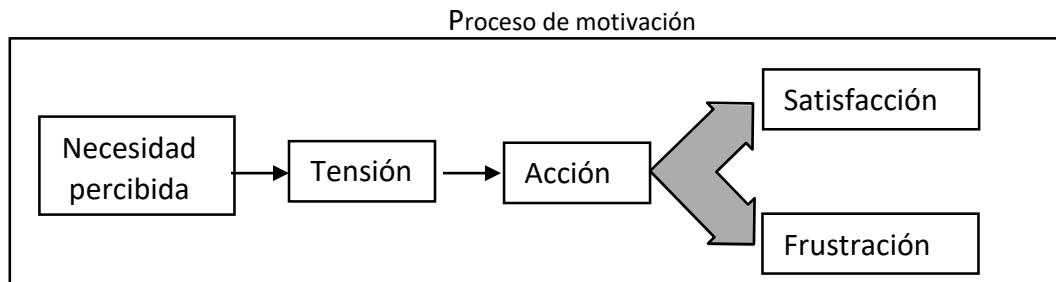 Proceso de motivación
Necesidad
percibida
Tensión
Acción
Satisfacción
Frustración